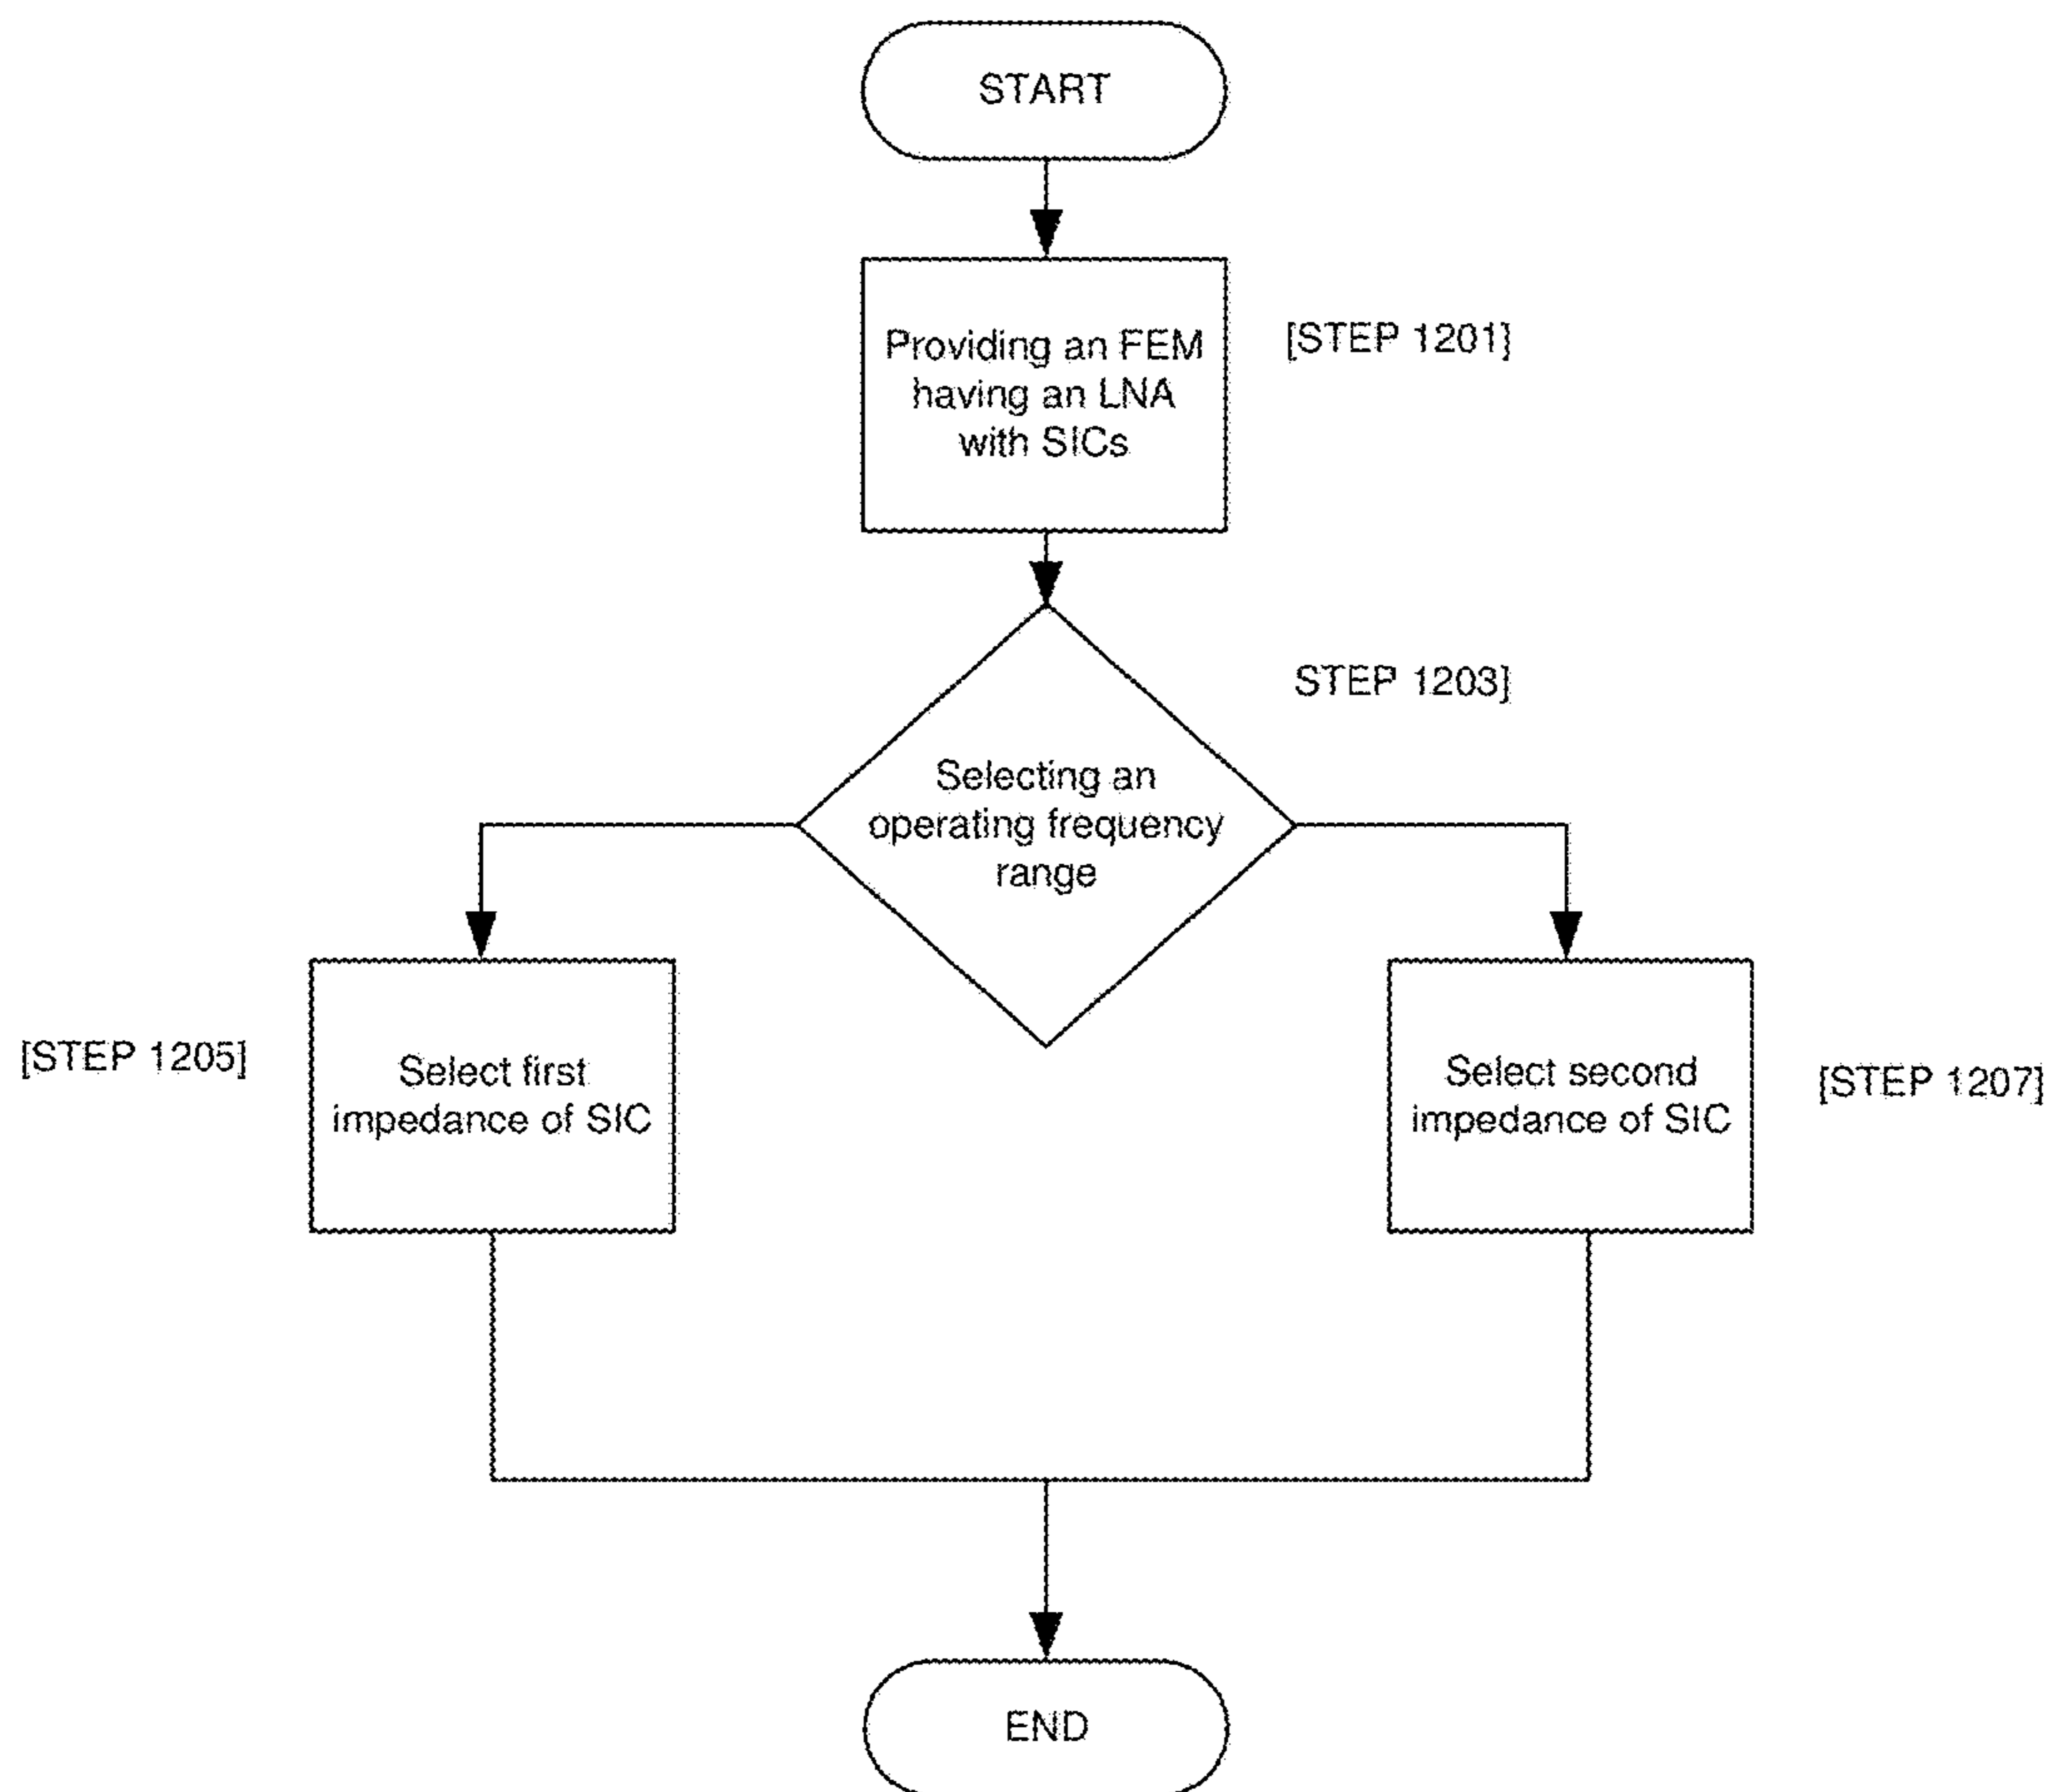 START
Providing an FEM
having an LNA
with SICs
[STEP 1201]
STEP 1203]
Selecting an
operating frequency
range
[STEP 1205]
Select first
impedance of SIC
Select second
impedance of SIC
[STEP 1207]
END